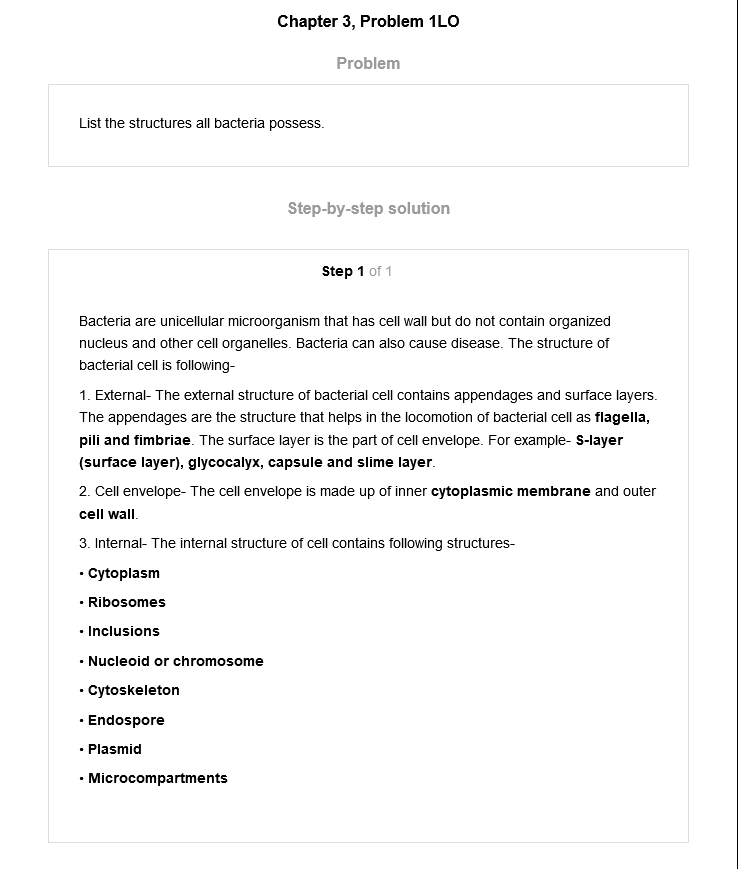 Chapter 3, Problem 1LO
Problem
List the structures all bacteria possess.
Step-by-step solution
Step 1 of 1
Bacteria are unicellular microorganism that has cell wall but do not contain organized
nucleus and other cell organelles. Bacteria can also cause disease. The structure of
bacterial cell is following-
1. External- The external structure of bacterial cell contains appendages and surface layers.
The appendages are the structure that helps in the locomotion of bacterial cell as flagella,
pili and fimbriae. The surface layer is the part of cell envelope. For example- S-layer
(surface layer), glycocalyx, capsule and slime layer.
2. Cell envelope- The cell envelope is made up of inner cytoplasmic membrane and outer
cell wall.
3. Internal- The internal structure of cell contains following structures-
• Cytoplasm
• Ribosomes
• Inclusions
• Nucleoid or chromosome
• Cytoskeleton
• Endospore
• Plasmid
• Microcompartments